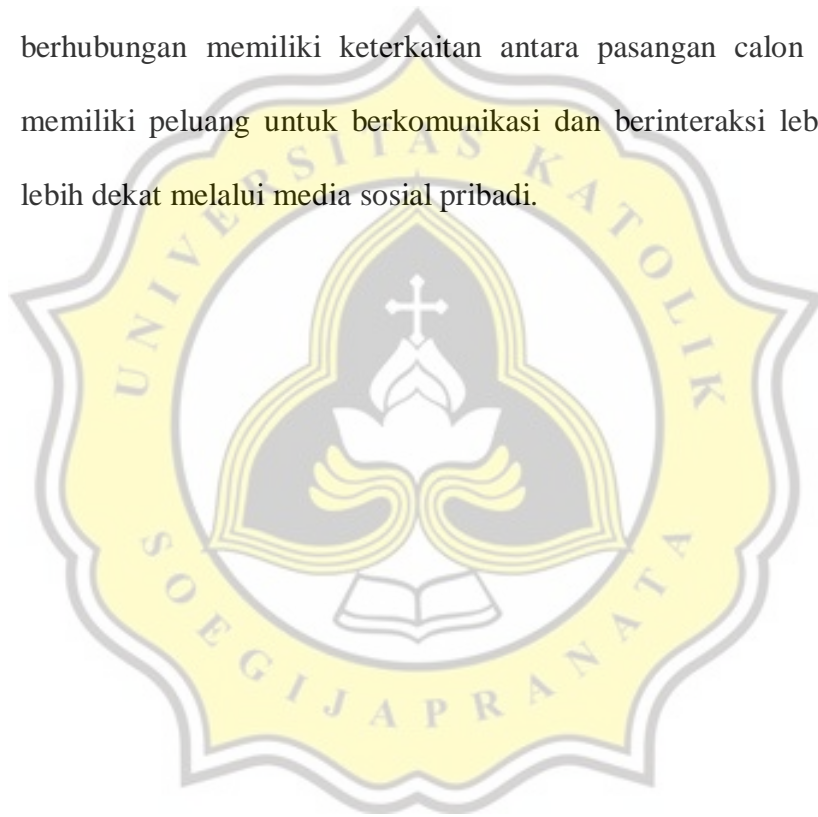 berhubungan memiliki keterkaitan antara pasangan calon
memiliki peluang untuk berkomunikasi dan berinteraksi
lebih dekat melalui media sosial pribadi.
UNIVERSITAS KATOLIK
SOEGIJAPRANATA